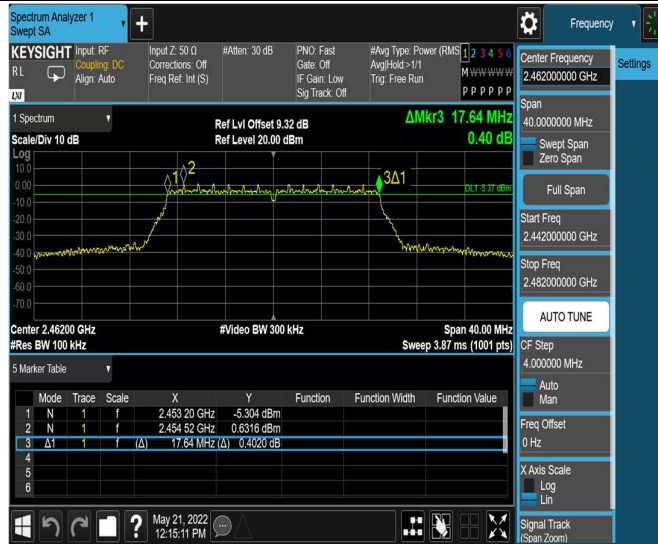 Spectrum Analyzer 1
Swept SA
+
Frequency
KEYSIGHT
R L
LXI
Input: RF
Coupling: DC
Align: Auto
Input Z: 50 Ω
Corrections: Off
Freq Ref: Int (S)
#Atten: 30 dB
PNO: Fast
Gate: Off
IF Gain: Low
Sig Track: Off
#Avg Type: Power (RMS
Avg|Hold:>1/1
Trig: Free Run
1 2 3 4 5 6
M W W W W W
P P P P P P
1 Spectrum
Scale/Div 10 dB
Ref Lvl Offset 9.32 dB
Ref Level 20.00 dBm
ΔMkr3 17.64 MHz
0.40 dB
Log
10.0
0.00
-10.0
-20.0
-30.0
-40.0
-50.0
-60.0
-70.0
1
2
3Δ1
DL1 -5.37 dBm
Center 2.46200 GHz
#Video BW 300 kHz
Span 40.00 MHz
#Res BW 100 kHz
Sweep 3.87 ms (1001 pts)
5 Marker Table
Mode Trace Scale X Y Function Function Width Function Value
1 N 1 f 2.453 20 GHz -5.304 dBm
2 N 1 f 2.454 52 GHz 0.6316 dBm
3 Δ1 1 f (Δ) 17.64 MHz (Δ) 0.4020 dB
4
5
6
?
May 21, 2022
12:15:11 PM
Center Frequency
2.462000000 GHz
Settings
Span
40.0000000 MHz
Swept Span
Zero Span
Full Span
Start Freq
2.442000000 GHz
Stop Freq
2.482000000 GHz
AUTO TUNE
CF Step
4.000000 MHz
Auto
Man
Freq Offset
0 Hz
X Axis Scale
Log
Lin
Signal Track
(Span Zoom)